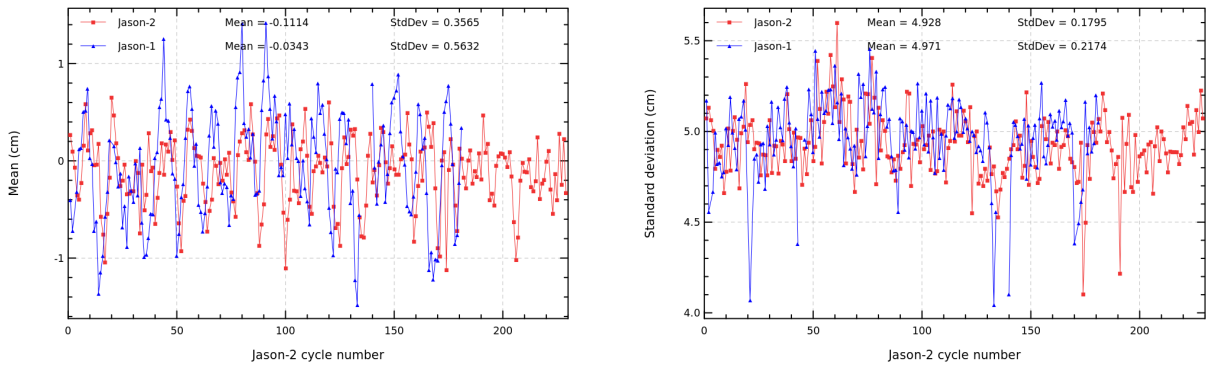 Jason-2 Mean = -0.1114 StdDev = 0.3565
Jason-1 Mean = -0.0343 StdDev = 0.5632
1
0
-1
Mean (cm)
0 50 100 150 200
Jason-2 cycle number
Jason-2 Mean = 4.928 StdDev = 0.1795
Jason-1 Mean = 4.971 StdDev = 0.2174
5.5
5.0
4.5
4.0
Standard deviation (cm)
0 50 100 150 200
Jason-2 cycle number